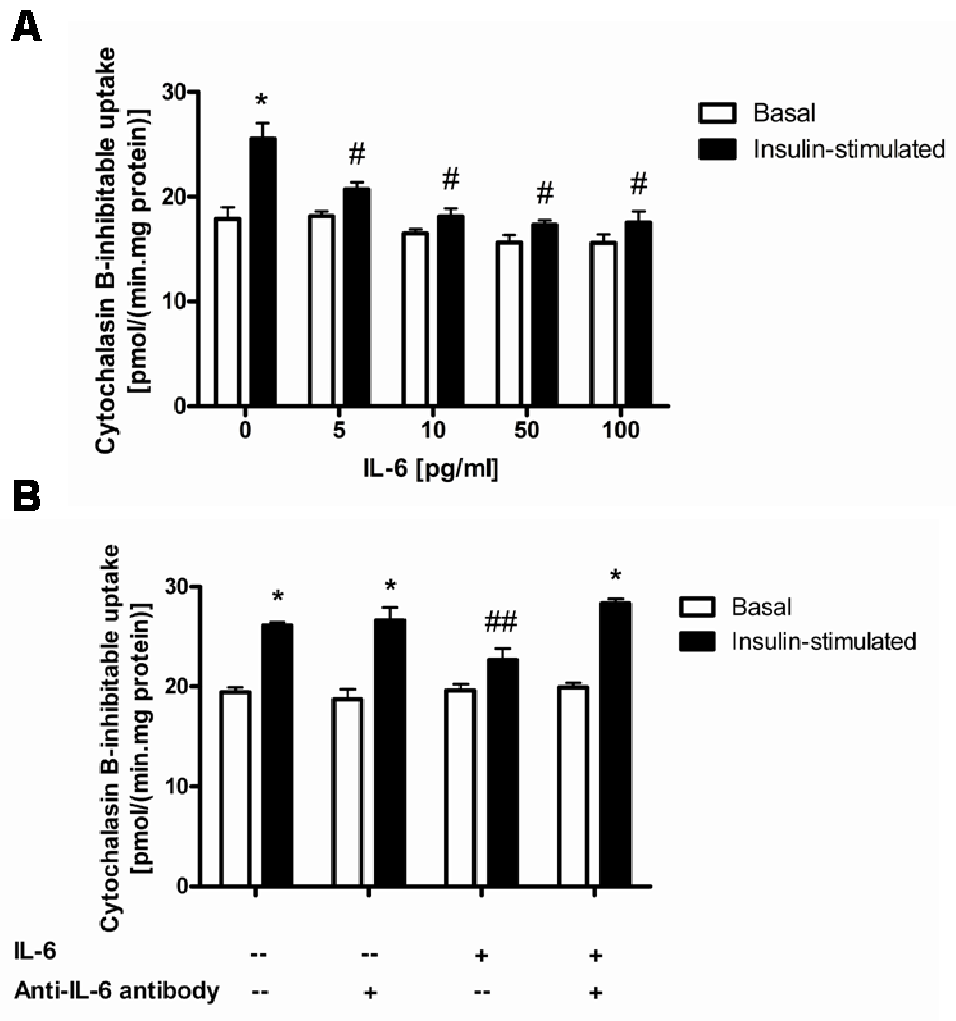 A
Cytochalasin B-inhibitable uptake
[pmol/(min.mg protein)]
30
20
10
0
*
#
#
#
#
Basal
Insulin-stimulated
0 5 10 50 100
IL-6 [pg/ml]
B
Cytochalasin B-inhibitable uptake
[pmol/(min.mg protein)]
30
20
10
0
*
*
##
*
Basal
Insulin-stimulated
IL-6 -- -- + +
Anti-IL-6 antibody -- + -- +